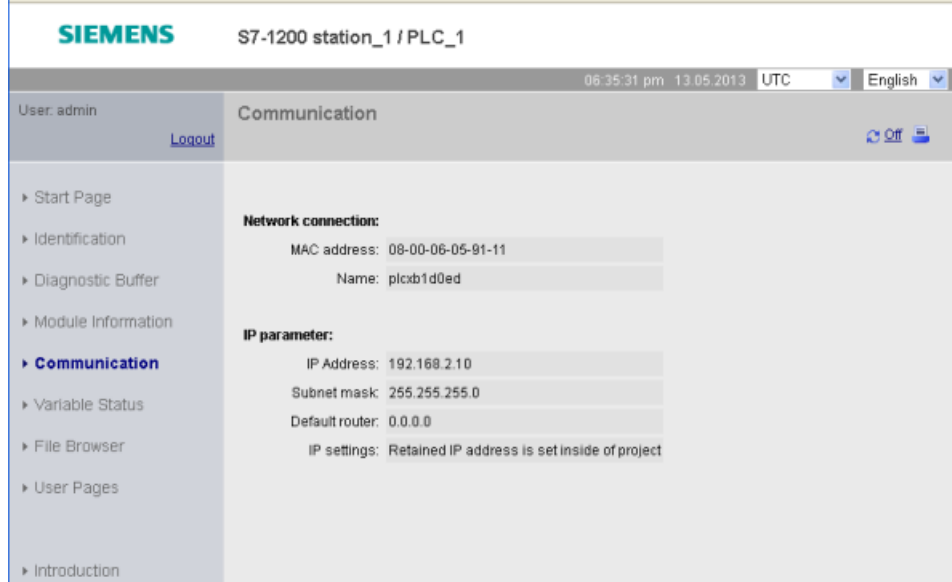 SIEMENS
S7-1200 station_1 / PLC_1
06:35:31 pm 13.05.2013 UTC English
User: admin
Logout
Communication
Off
Start Page
Identification
Diagnostic Buffer
Module Information
Communication
Variable Status
File Browser
User Pages
Introduction
Network connection:
MAC address: 08-00-06-05-91-11
Name: plcxb1d0ed
IP parameter:
IP Address: 192.168.2.10
Subnet mask: 255.255.255.0
Default router: 0.0.0.0
IP settings: Retained IP address is set inside of project